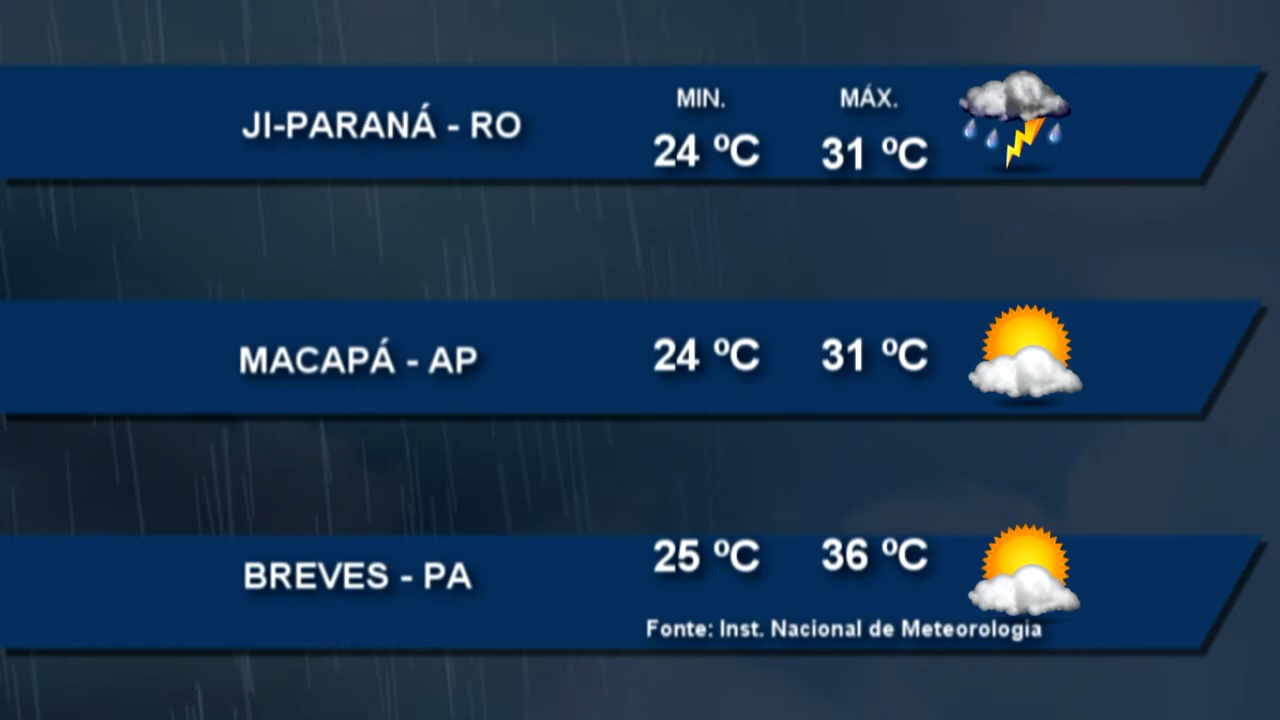 MIN. MÁX.
JI-PARANÁ - RO 24 ºC 31 ºC
MACAPÁ - AP 24 ºC 31 ºC
BREVES - PA 25 ºC 36 ºC
Fonte: Inst. Nacional de Meteorologia